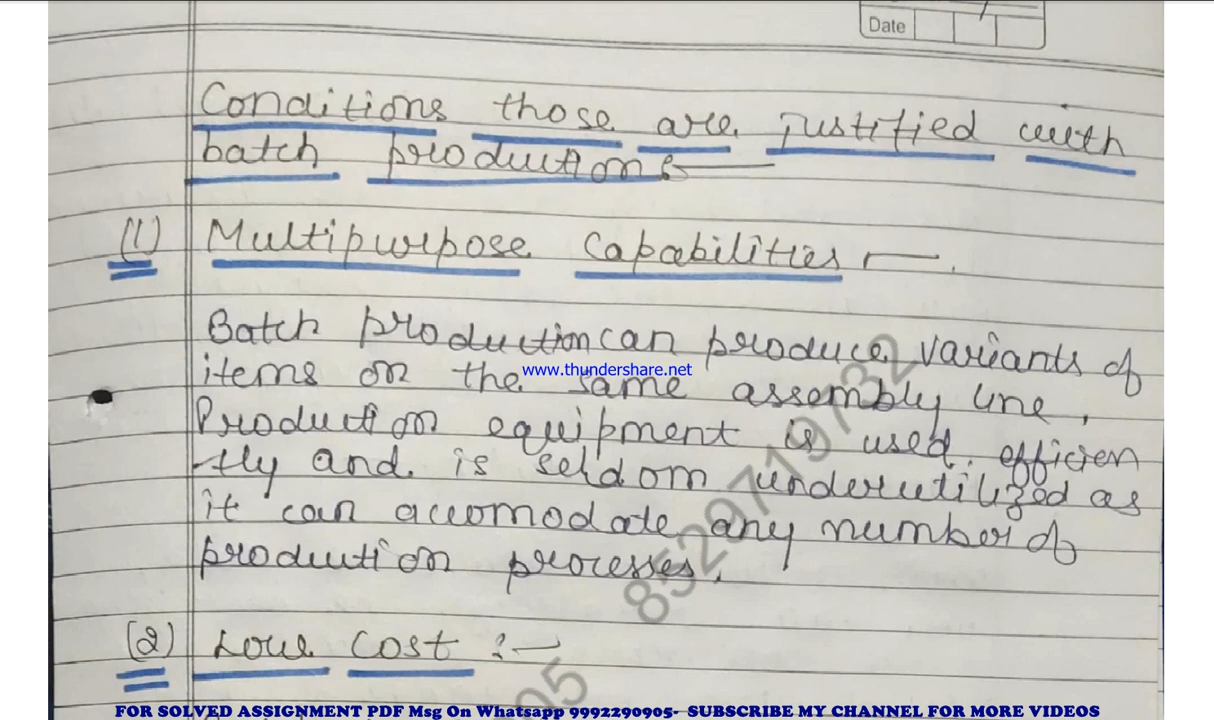 Date
Conditions those are justified with
batch production:—
(1) Multipurpose Capabilities :—
Batch production can produce variants of
www.thundershare.net
items on the same assembly line,
Production equipment is used efficien
-tly and is seldom underutilized as
it can accomodate any number of
production processes.
(2) Low Cost :—
FOR SOLVED ASSIGNMENT PDF Msg On Whatsapp 9992290905- SUBSCRIBE MY CHANNEL FOR MORE VIDEOS